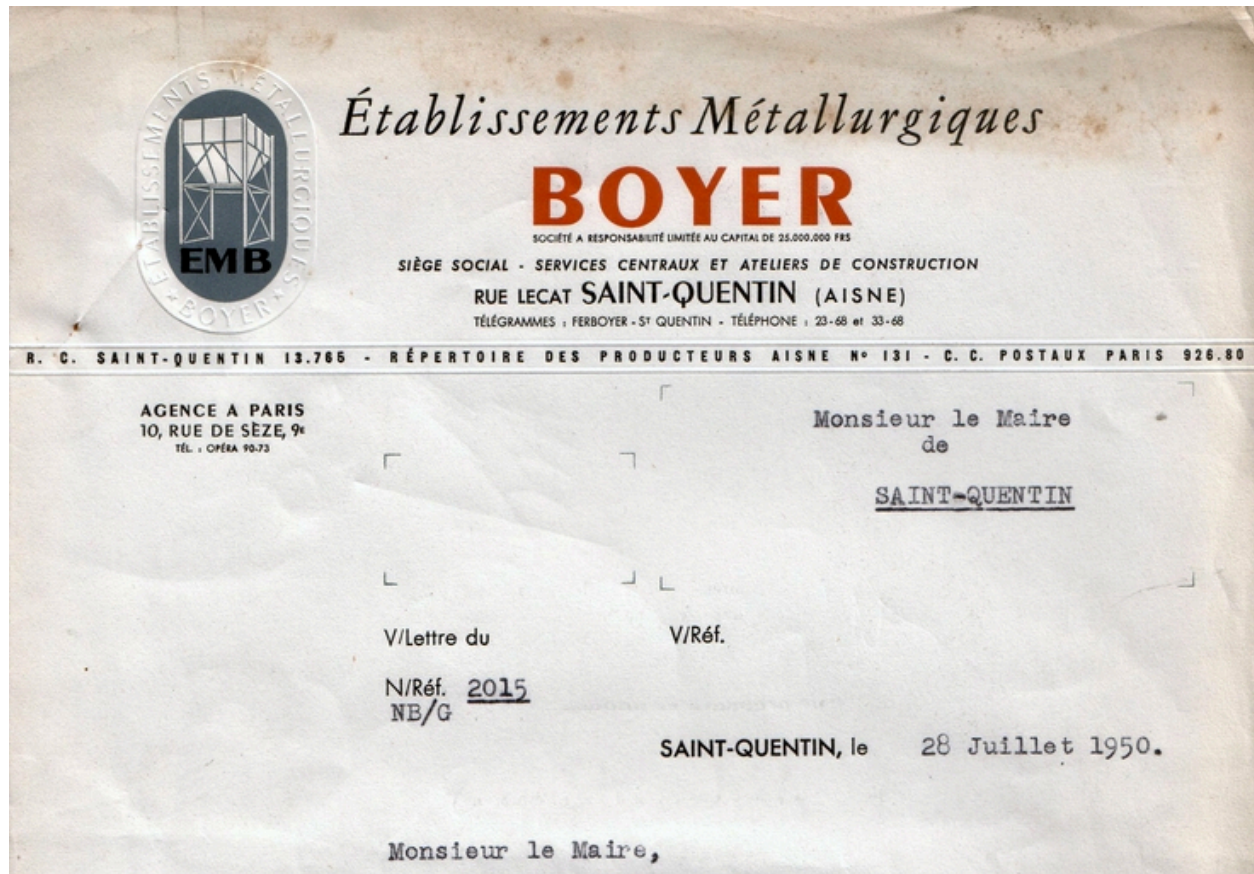 ÉTABLISSEMENTS MÉTALLURGIQUES
★ BOYER ★
EMB
Établissements Métallurgiques
BOYER
SOCIÉTÉ A RESPONSABILITÉ LIMITÉE AU CAPITAL DE 25.000.000 FRS
SIÈGE SOCIAL - SERVICES CENTRAUX ET ATELIERS DE CONSTRUCTION
RUE LECAT SAINT-QUENTIN (AISNE)
TÉLÉGRAMMES : FERBOYER - ST QUENTIN - TÉLÉPHONE : 23-68 et 33-68
R. C. SAINT-QUENTIN 13.766 - RÉPERTOIRE DES PRODUCTEURS AISNE No 131 - C. C. POSTAUX PARIS 926.80
AGENCE A PARIS
10, RUE DE SÈZE, 9e
TÉL. : OPÉRA 90-73
Monsieur le Maire
de
SAINT-QUENTIN
V/Lettre du
V/Réf.
N/Réf. 2015
NB/G
SAINT-QUENTIN, le 28 Juillet 1950.
Monsieur le Maire,